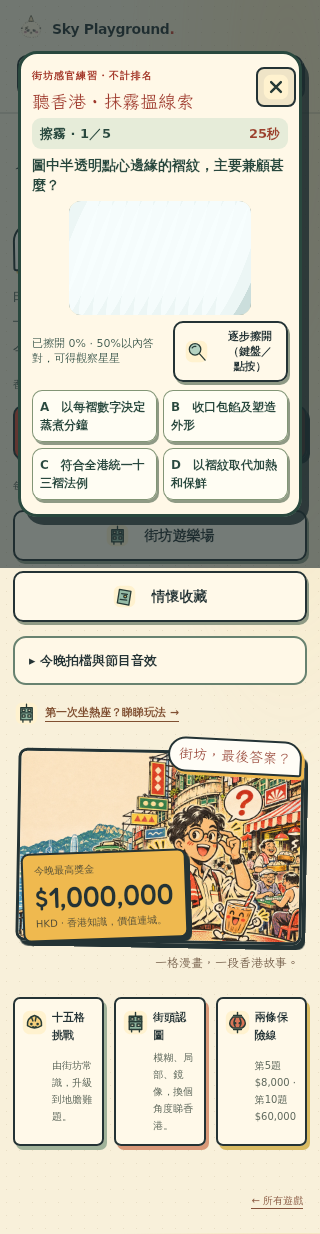 Sky Playground.
街坊感官練習 · 不計排名
聽香港 · 抹霧搵線索
擦霧 · 1／5
25秒
圖中半透明點心邊緣的褶紋，主要兼顧甚
麼？
已擦開 0% · 50%以內答
對，可得觀察星星
逐步擦開
（鍵盤／
點按）
A 以每褶數字決定
蒸煮分鐘
B 收口包餡及塑造
外形
C 符合全港統一十
三褶法例
D 以褶紋取代加熱
和保鮮
街坊遊樂場
情懷收藏
▸ 今晚拍檔與節目音效
第一次坐熱座？睇睇玩法 →
街坊，最後答案？
?
今晚最高獎金
$1,000,000
HKD · 香港知識，價值連城。
一格漫畫，一段香港故事。
十五格
挑戰
由街坊常
識，升級
到地膽難
題。
街頭認
圖
模糊、局
部、鏡
像，換個
角度睇香
港。
兩條保
險線
第5題
$8,000 ·
第10題
$60,000
← 所有遊戲